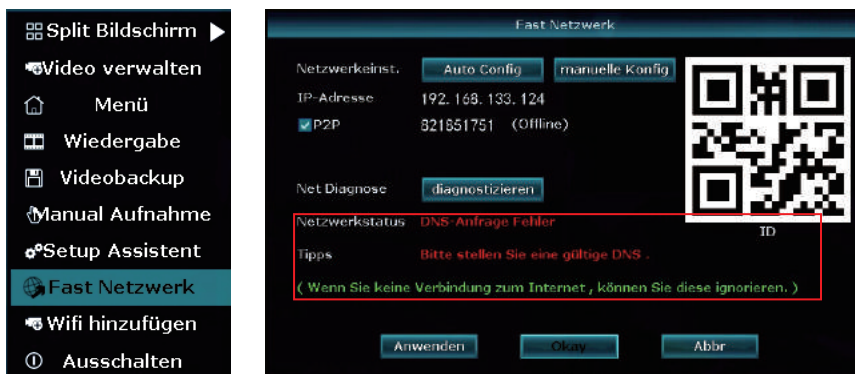 Split Bildschirm
Video verwalten
Menü
Wiedergabe
Videobackup
Manual Aufnahme
Setup Assistent
Fast Netzwerk
Wifi hinzufügen
Ausschalten
Fast Netzwerk
Netzwerkeinst. Auto Config manuelle Konfig
IP-Adresse 192.168.133.124
P2P 821851751 (Offline)
Net Diagnose diagnostizieren
Netzwerkstatus DNS-Anfrage Fehler
ID
Tipps Bitte stellen Sie eine gültige DNS .
( Wenn Sie keine Verbindung zum Internet , können Sie diese ignorieren. )
Anwenden Okay Abbr